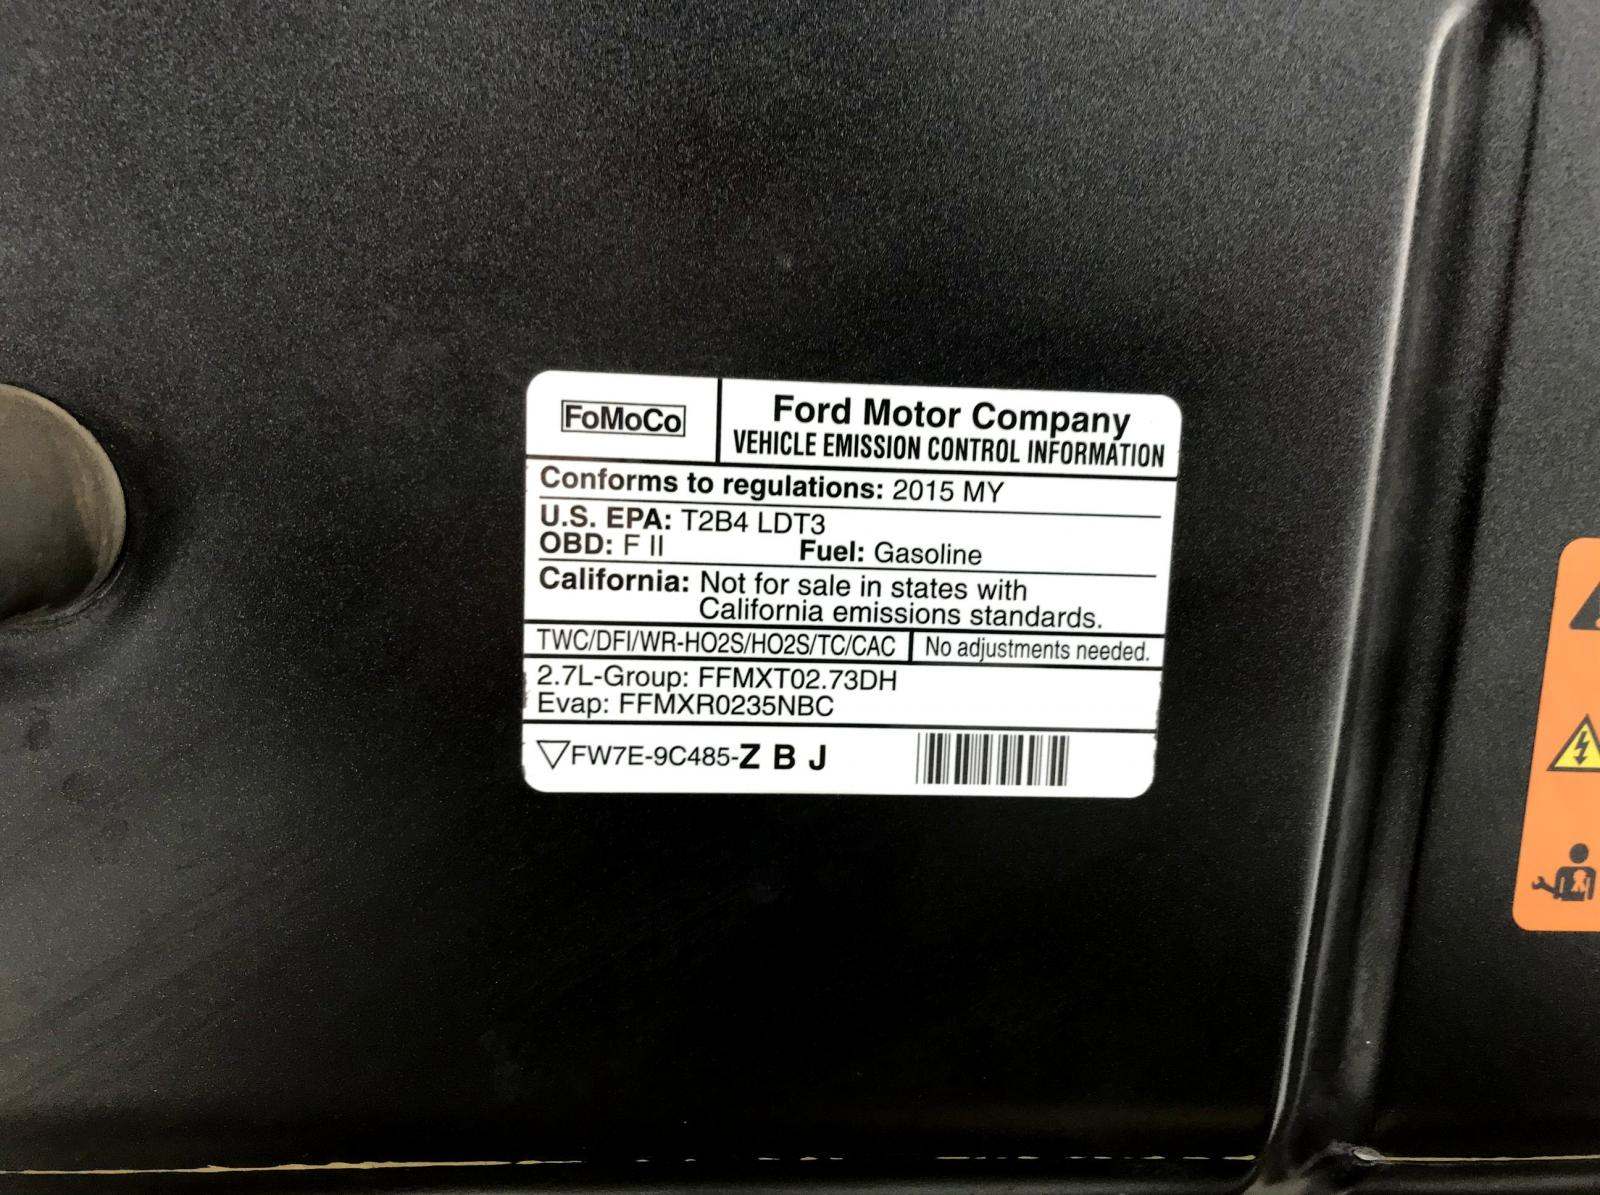 FoMoCo
Ford Motor Company
VEHICLE EMISSION CONTROL INFORMATION
Conforms to regulations: 2015 MY
U.S. EPA: T2B4 LDT3
OBD: F II Fuel: Gasoline
California: Not for sale in states with
California emissions standards.
TWC/DFI/WR-HO2S/HO2S/TC/CAC No adjustments needed.
2.7L-Group: FFMXT02.73DH
Evap: FFMXR0235NBC
FW7E-9C485-Z B J